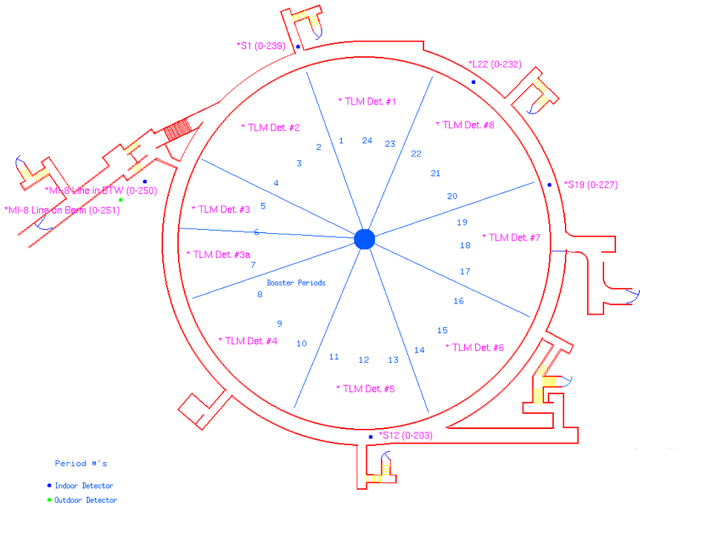 *S1 (0-239)
*L22 (0-232)
* TLM Det. #1
* TLM Det. #2
* TLM Det. #8
1
24
23
2
22
3
21
4
20
*S19 (0-227)
*MI-8 Line in BTW (0-250)
*MI-8 Line on Berm (0-251)
* TLM Det. #3
5
19
6
* TLM Det. #7
18
* TLM Det. #3a
7
17
Booster Periods
8
16
9
15
* TLM Det. #4
10
14
* TLM Det. #6
11
12
13
* TLM Det. #5
*S12 (0-203)
Period #'s
Indoor Detector
Outdoor Detector